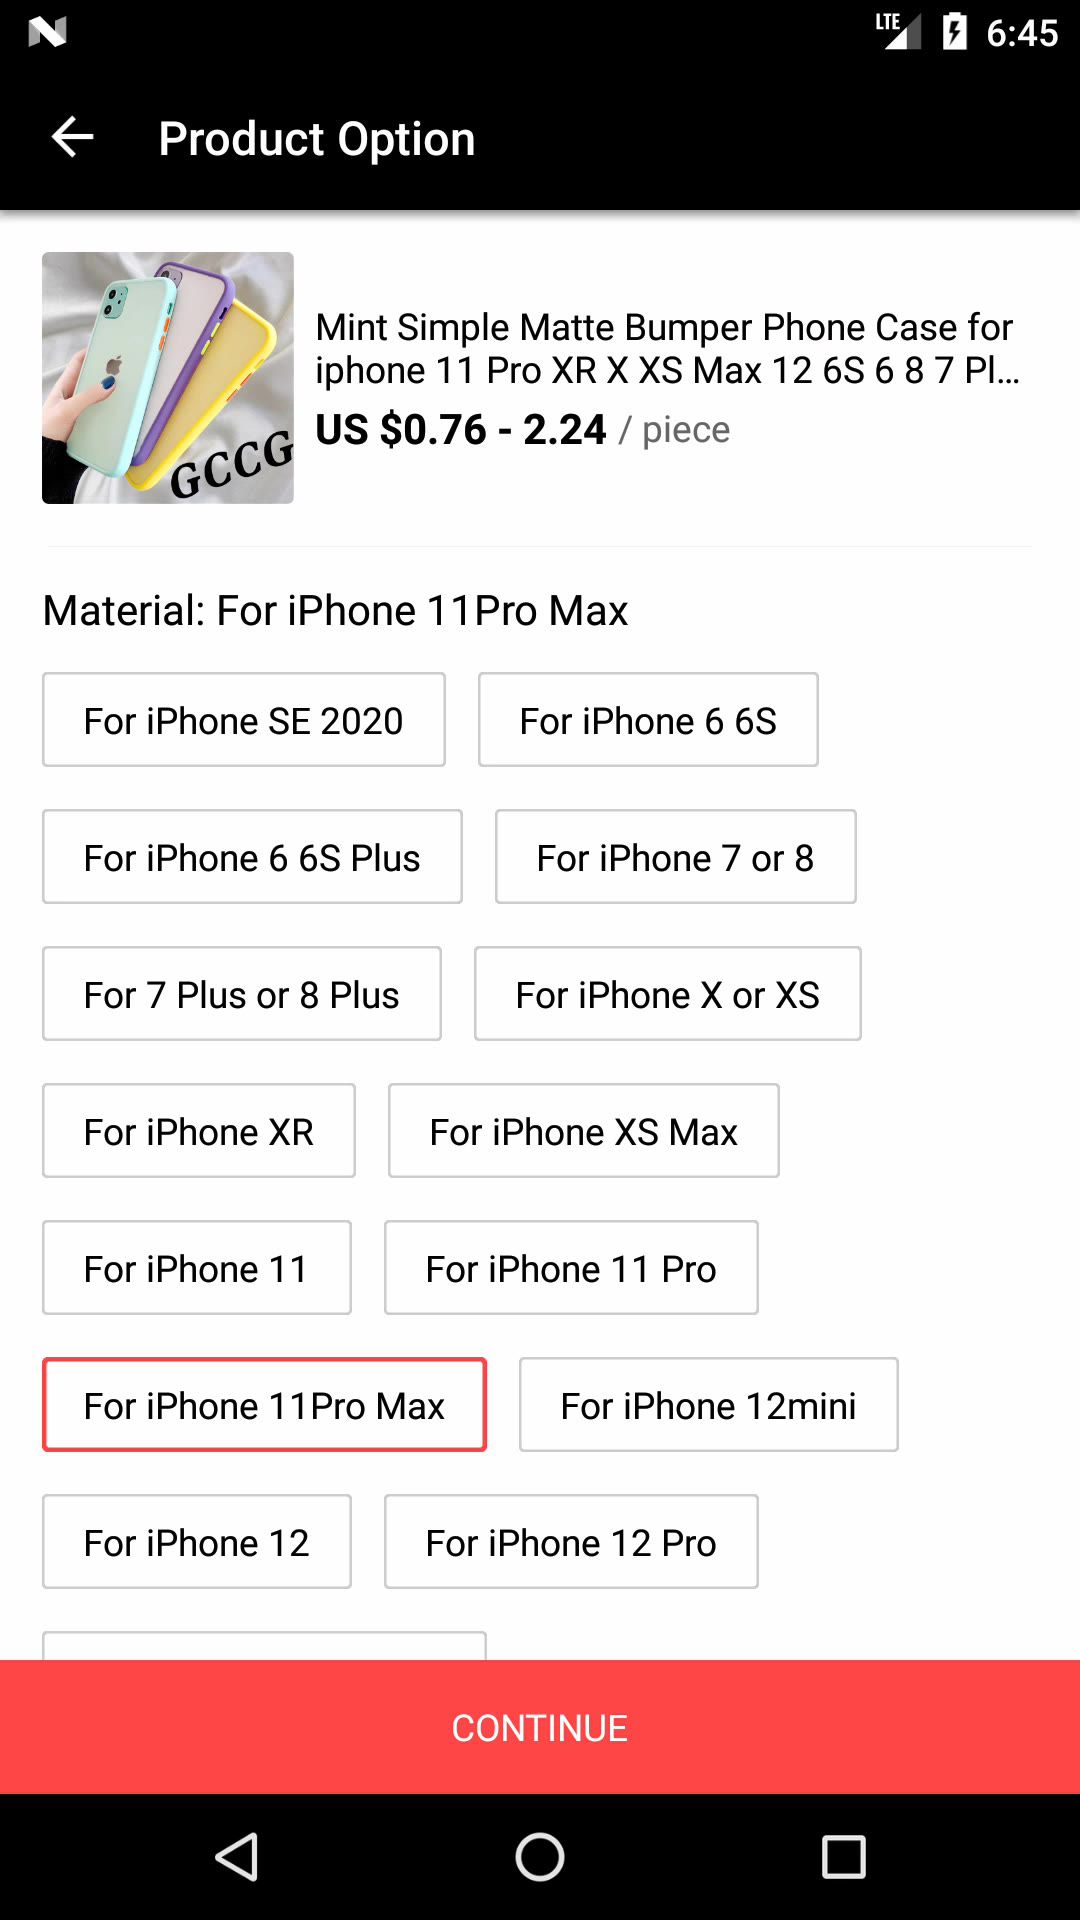 LTE 6:45
Product Option
GCCG
Mint Simple Matte Bumper Phone Case for
iphone 11 Pro XR X XS Max 12 6S 6 8 7 Pl...
US $0.76 - 2.24 / piece
Material: For iPhone 11Pro Max
For iPhone SE 2020
For iPhone 6 6S
For iPhone 6 6S Plus
For iPhone 7 or 8
For 7 Plus or 8 Plus
For iPhone X or XS
For iPhone XR
For iPhone XS Max
For iPhone 11
For iPhone 11 Pro
For iPhone 11Pro Max
For iPhone 12mini
For iPhone 12
For iPhone 12 Pro
CONTINUE